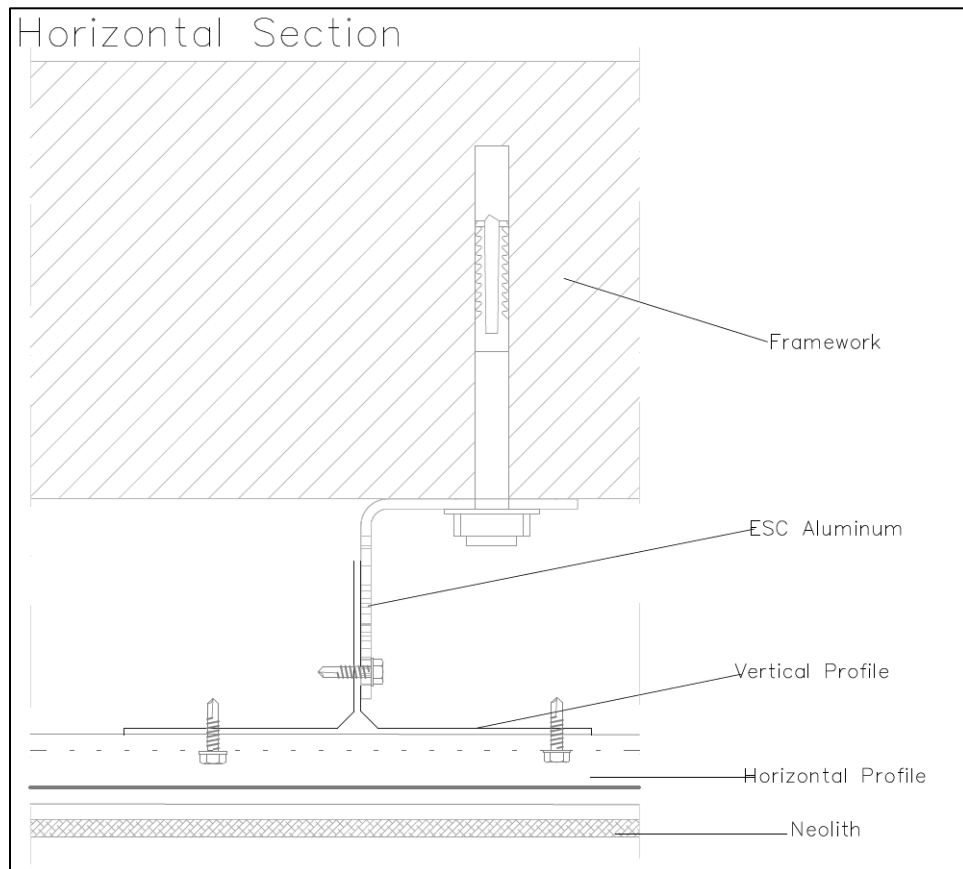 Horizontal Section
Framework
ESC Aluminum
Vertical Profile
Horizontal Profile
Neolith